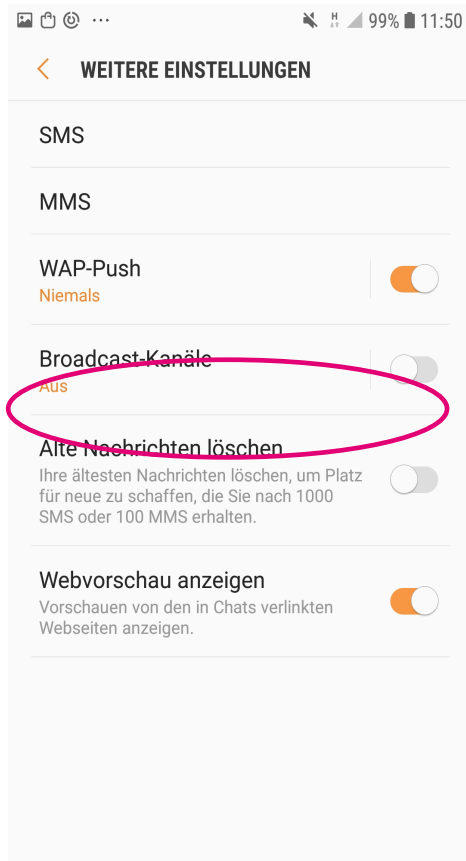 H 99% 11:50
WEITERE EINSTELLUNGEN
SMS
MMS
WAP-Push
Niemals
Broadcast-Kanäle
Aus
Alte Nachrichten löschen
Ihre ältesten Nachrichten löschen, um Platz
für neue zu schaffen, die Sie nach 1000
SMS oder 100 MMS erhalten.
Webvorschau anzeigen
Vorschauen von den in Chats verlinkten
Webseiten anzeigen.